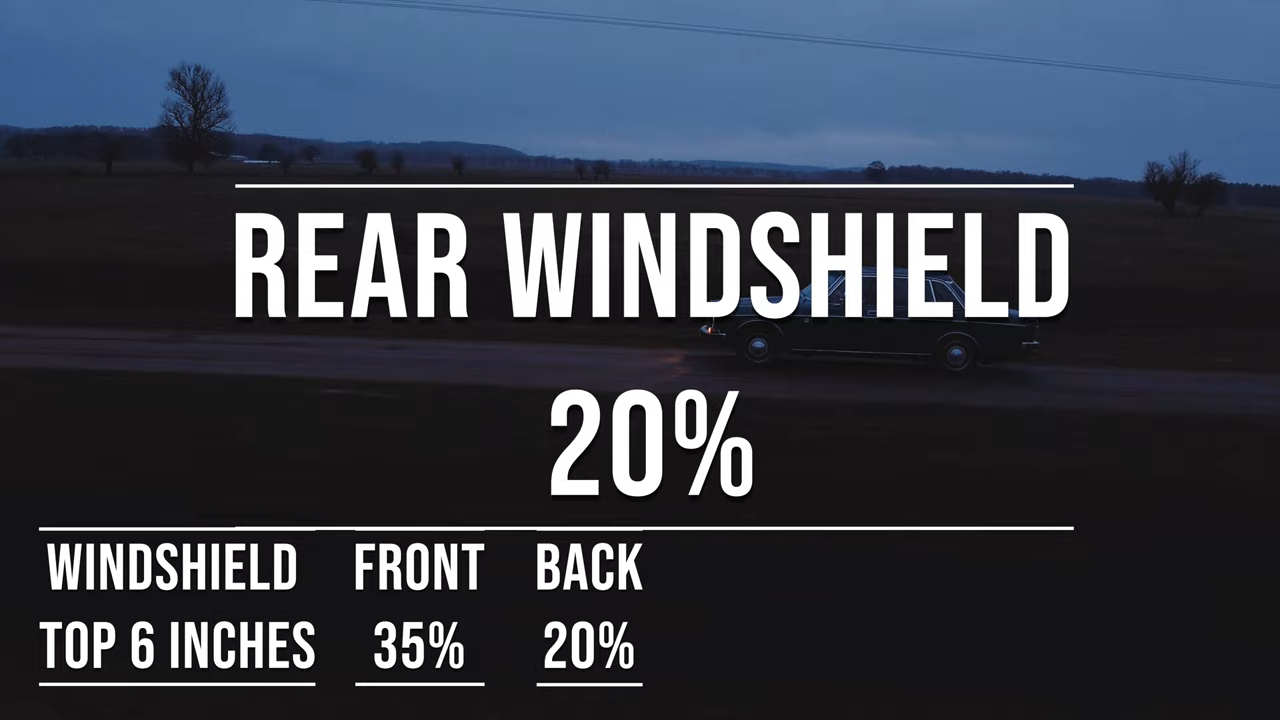 REAR WINDSHIELD
20%
WINDSHIELD FRONT BACK
TOP 6 INCHES 35% 20%